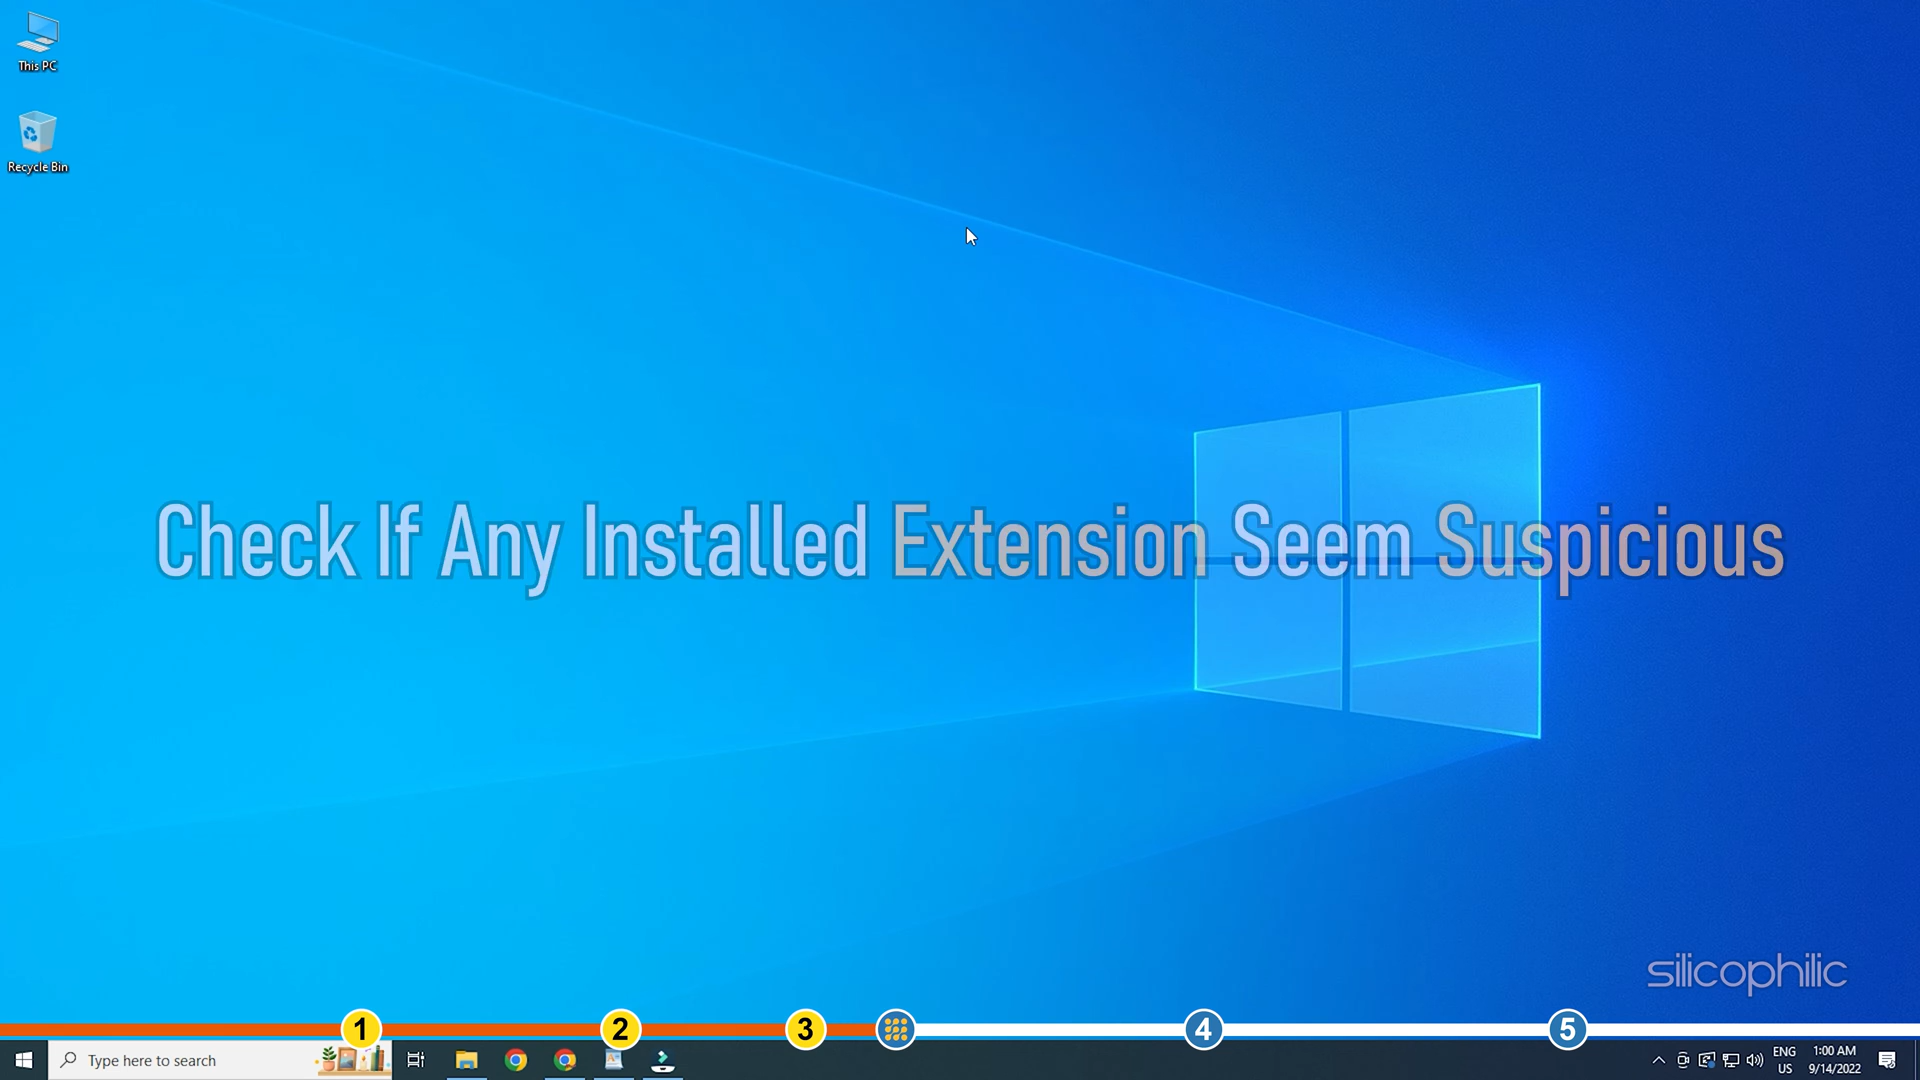 This PC
Recycle Bin
Check If Any Installed Extension Seem Suspicious
silicophilic
1
2
3
4
5
Type here to search
ENG
US
1:00 AM
9/14/2022